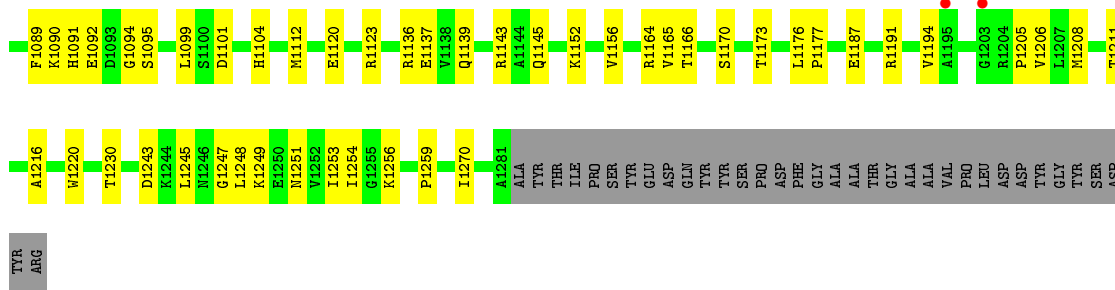 F1089 K1090 H1091 E1092 D1093 G1094 S1095 L1099 S1100 D1101 H1104 M1112 E1120 R1123 R1136 E1137 V1138 Q1139 R1143 A1144 Q1145 K1152 V1156 R1164 V1165 T1166 S1170 T1173 L1176 P1177 E1187 R1191 V1194 A1195 G1203 R1204 P1205 V1206 L1207 M1208 T1211
A1216 W1220 T1230 D1243 K1244 L1245 N1246 G1247 L1248 K1249 E1250 N1251 V1252 I1253 I1254 G1255 K1256 P1259 I1270 A1281 ALA TYR THR ILE PRO SER TYR GLU ASP GLN TYR TYR SER PRO ASP PHE GLY ALA ALA THR GLY ALA ALA VAL PRO LEU ASP ASP TYR GLY TYR SER ASP
TYR ARG